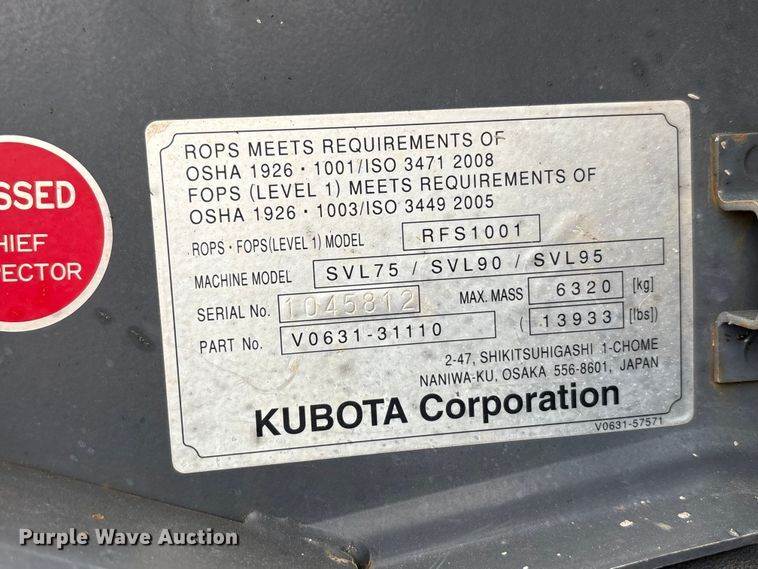 SSED
HIEF
PECTOR
ROPS MEETS REQUIREMENTS OF
OSHA 1926・1001/ISO 3471 2008
FOPS (LEVEL 1) MEETS REQUIREMENTS OF
OSHA 1926・1003/ISO 3449 2005
ROPS・FOPS(LEVEL 1) MODEL RFS1001
MACHINE MODEL SVL75 / SVL90 / SVL95
SERIAL No. 1045812 MAX. MASS 6320 [kg]
PART No. V0631-31110 (13933 [lbs])
2-47, SHIKITSUHIGASHI 1-CHOME
NANIWA-KU, OSAKA 556-8601, JAPAN
KUBOTA Corporation
V0631-57571
Purple Wave Auction